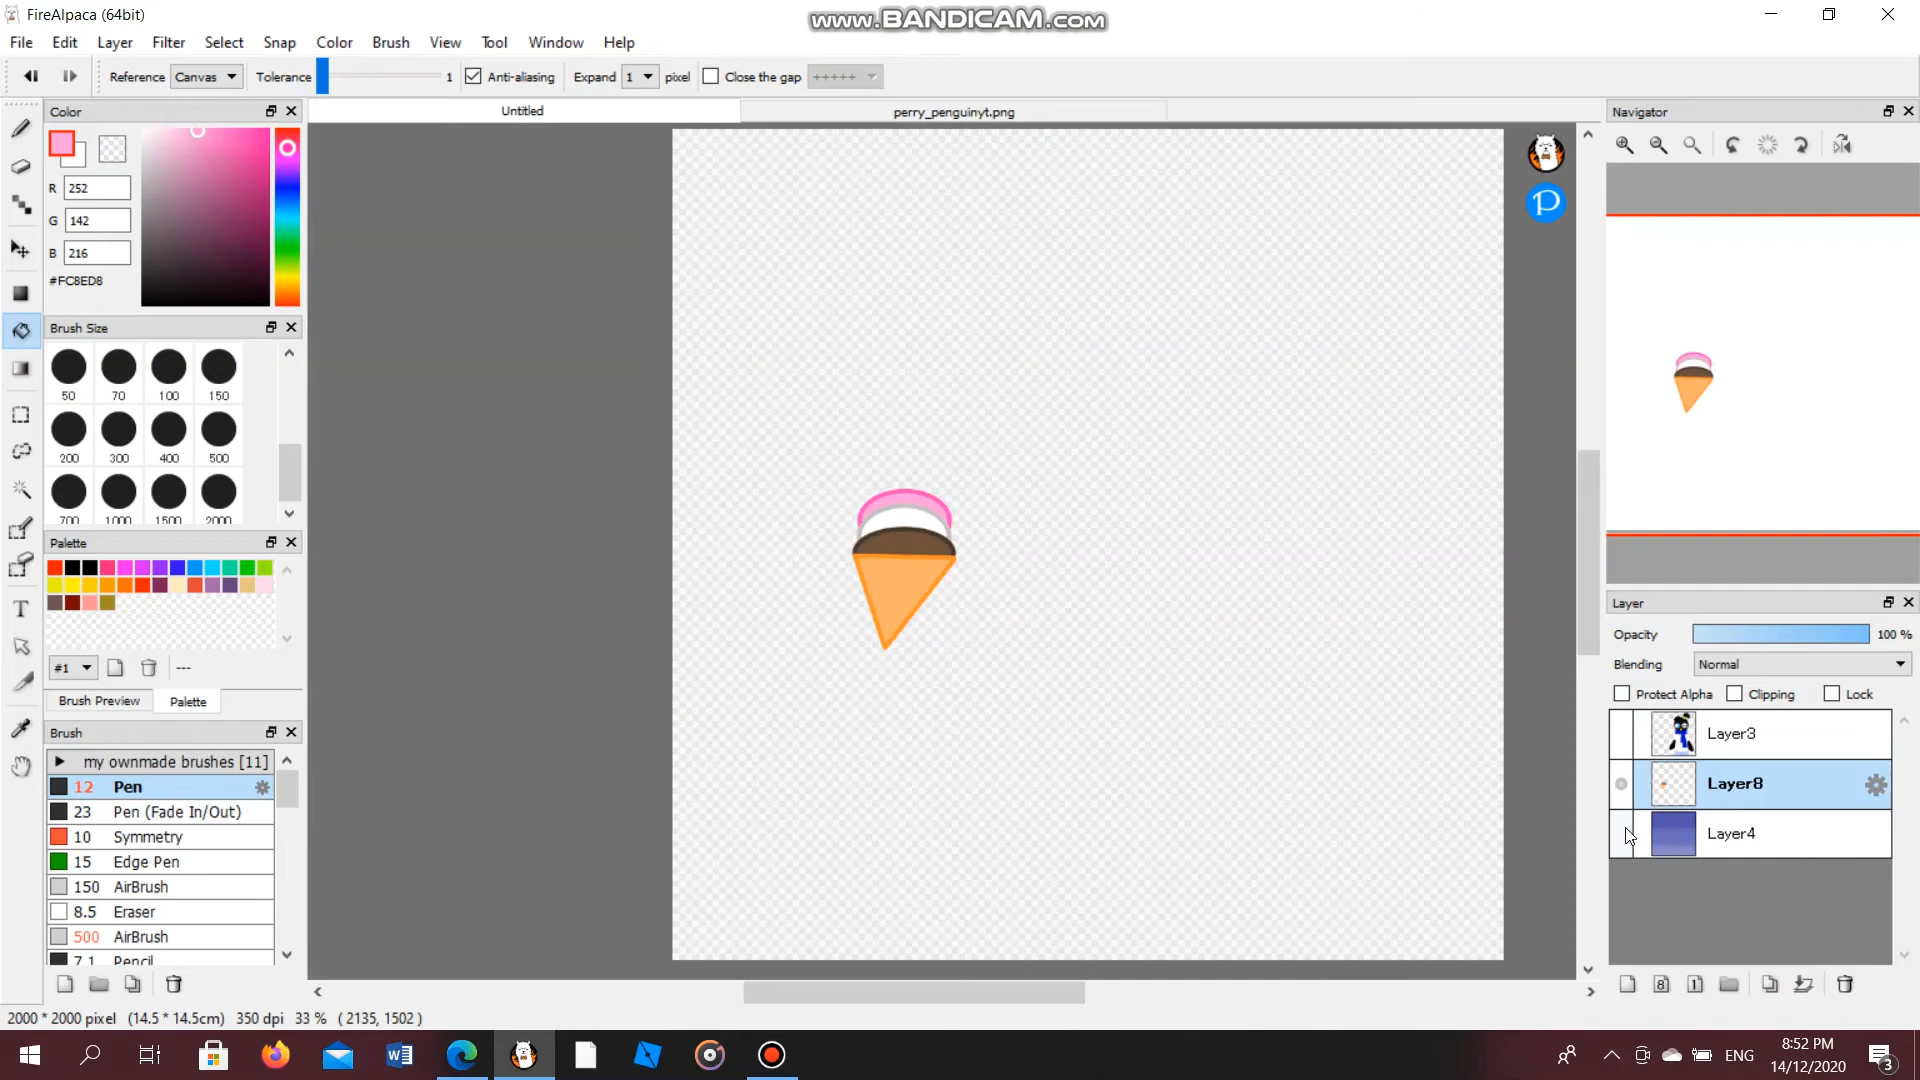 FireAlpaca (64bit)
www.BANDICAM.com
File Edit Layer Filter Select Snap Color Brush View Tool Window Help
Reference Canvas Tolerance 1 Anti-aliasing Expand 1 pixel Close the gap +++++
Color
Untitled
perry_penguinyt.png
Navigator
R 252
G 142
B 216
#FC8ED8
P
Brush Size
50 70 100 150
200 300 400 500
700 1000 1500 2000
Palette
#1 ---
Brush Preview Palette
Brush
my ownmade brushes [11]
12 Pen
23 Pen (Fade In/Out)
10 Symmetry
15 Edge Pen
150 AirBrush
8.5 Eraser
500 AirBrush
7.1 Pencil
Layer
Opacity 100 %
Blending Normal
Protect Alpha Clipping Lock
Layer3
Layer8
Layer4
8 1
2000 * 2000 pixel (14.5 * 14.5cm) 350 dpi 33 % ( 2135, 1502 )
ENG
8:52 PM
14/12/2020
3